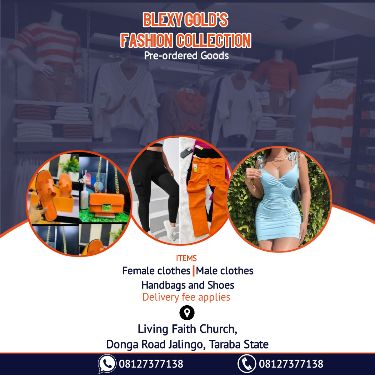 BLEXY GOLD'S
FASHION COLLECTION
Pre-ordered Goods
ITEMS
Female clothes|Male clothes
Handbags and Shoes
Delivery fee applies
Living Faith Church,
Donga Road Jalingo, Taraba State
08127377138 08127377138